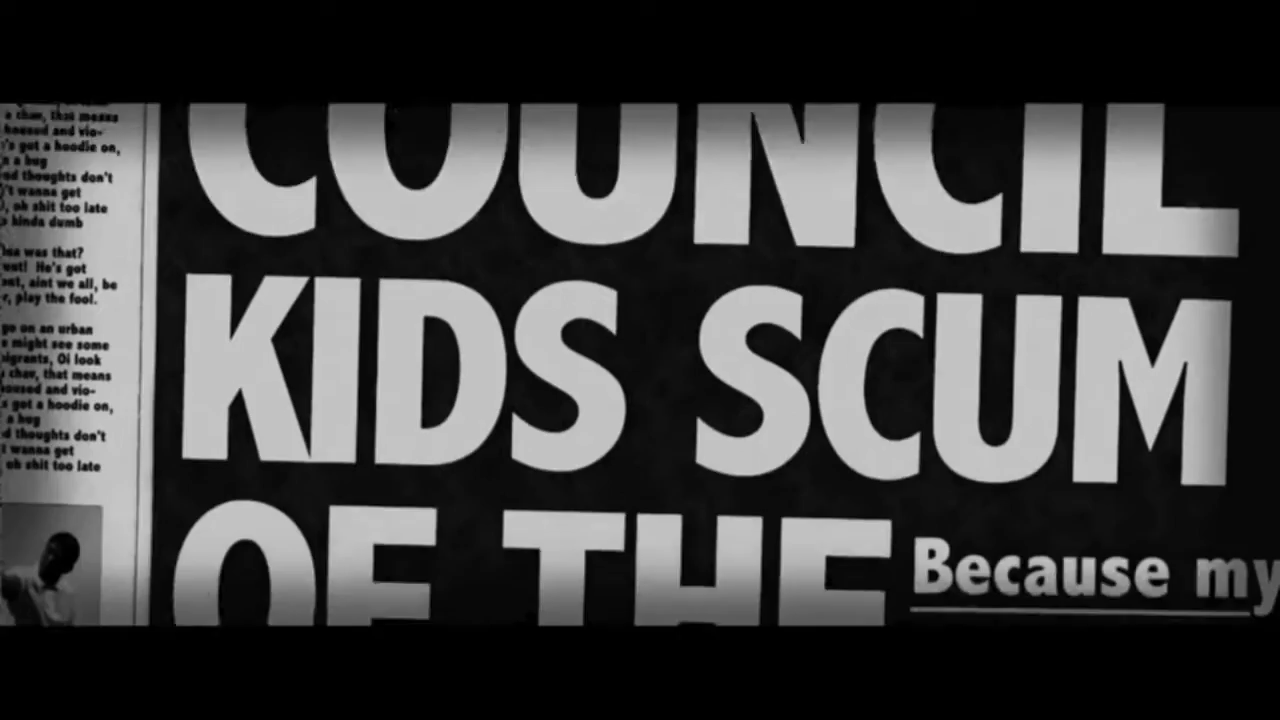 a chav, that means
housed and vio-
's got a hoodie on,
a hug
thoughts don't
't wanna get
, oh shit too late
kinda dumb
was that?
He's got
aint we all, be
, play the fool.
go on an urban
might see some
Oi look
chav, that means
housed and vio-
got a hoodie on,
a hug
thoughts don't
wanna get
oh shit too late
COUNCIL
KIDS SCUM
OF THE
Because my